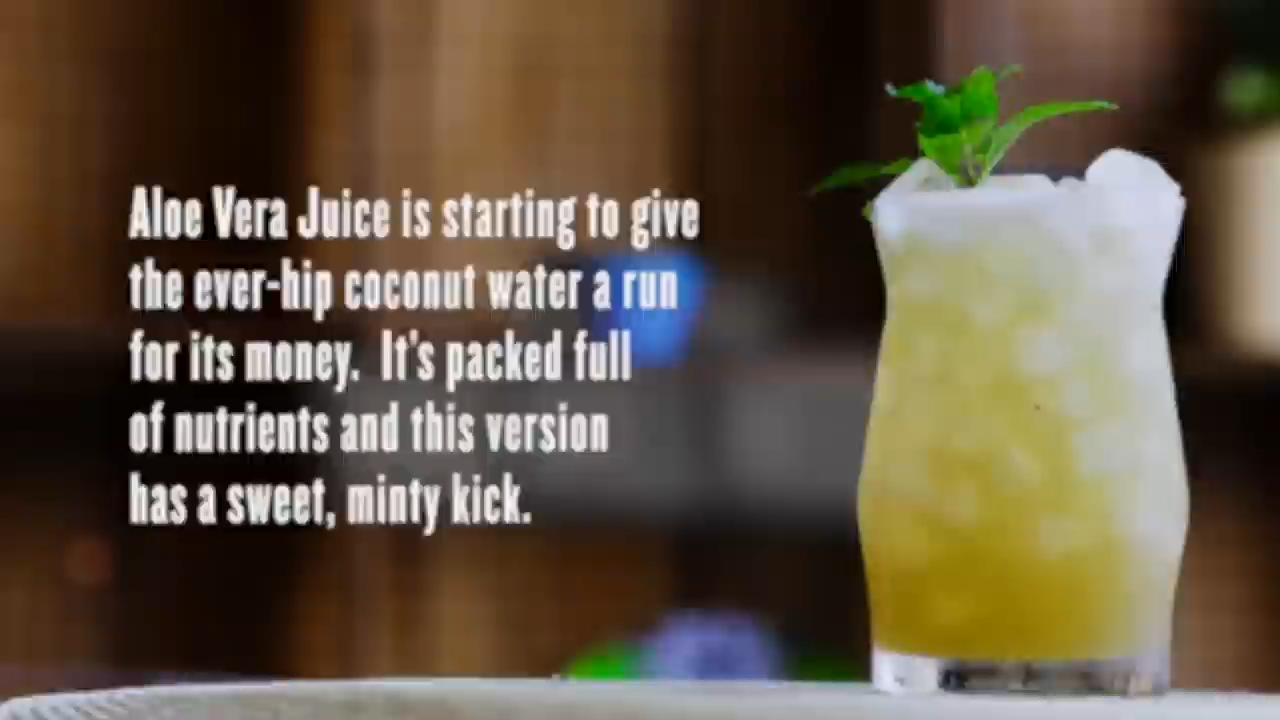 Aloe Vera Juice is starting to give
the ever-hip coconut water a run
for its money.  It's packed full
of nutrients and this version
has a sweet, minty kick.